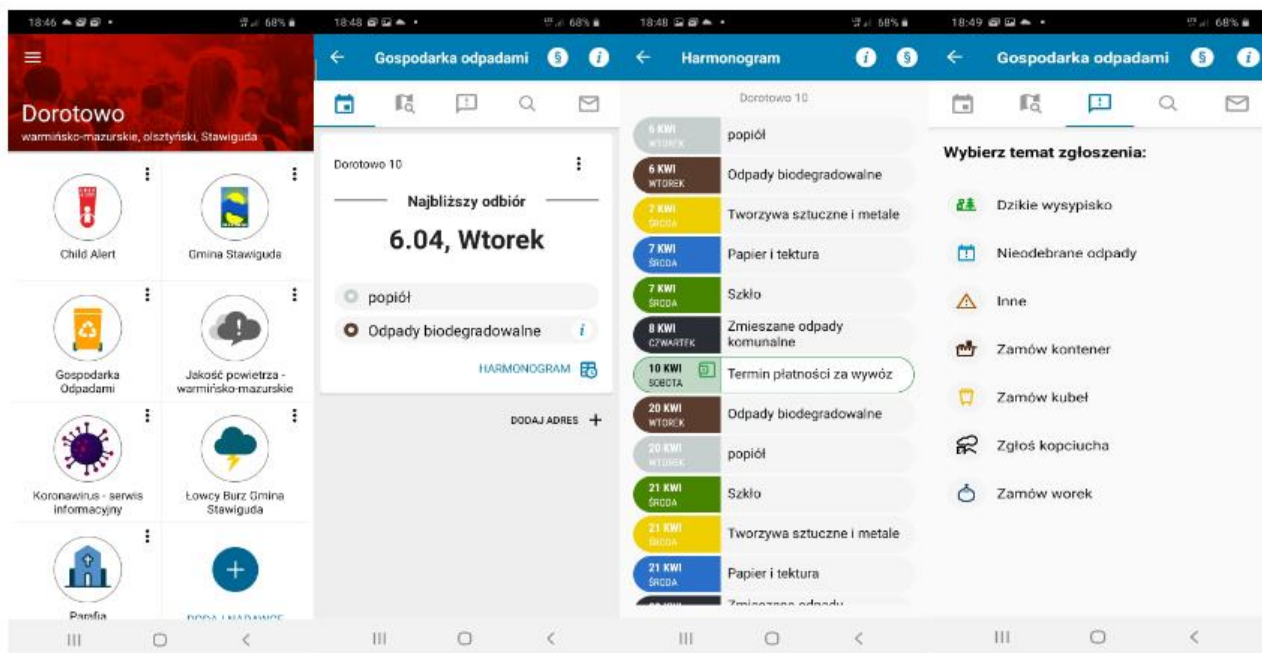 18:46
68%
Dorotowo
warmińsko-mazurskie, olsztyński, Stawiguda
Child Alert
Gmina Stawiguda
Gospodarka
Odpadami
Jakość powietrza -
warmińsko-mazurskie
Koronawirus - serwis
informacyjny
Łowcy Burz Gmina
Stawiguda
Parafia
DODAJ NADAWCĘ
18:48
68%
Gospodarka odpadami
§
i
Dorotowo 10
Najbliższy odbiór
6.04, Wtorek
popiół
Odpady biodegradowalne
i
HARMONOGRAM
DODAJ ADRES +
18:48
68%
Harmonogram
i
§
Dorotowo 10
6 KWI
WTOREK
popiół
6 KWI
WTOREK
Odpady biodegradowalne
7 KWI
ŚRODA
Tworzywa sztuczne i metale
7 KWI
ŚRODA
Papier i tektura
7 KWI
ŚRODA
Szkło
8 KWI
CZWARTEK
Zmieszane odpady
komunalne
10 KWI
SOBOTA
Termin płatności za wywóz
20 KWI
WTOREK
Odpady biodegradowalne
20 KWI
WTOREK
popiół
21 KWI
ŚRODA
Szkło
21 KWI
ŚRODA
Tworzywa sztuczne i metale
21 KWI
ŚRODA
Papier i tektura
Zmieszane odpady
18:49
68%
Gospodarka odpadami
§
i
Wybierz temat zgłoszenia:
Dzikie wysypisko
Nieodebrane odpady
Inne
Zamów kontener
Zamów kubeł
Zgłoś kopciucha
Zamów worek